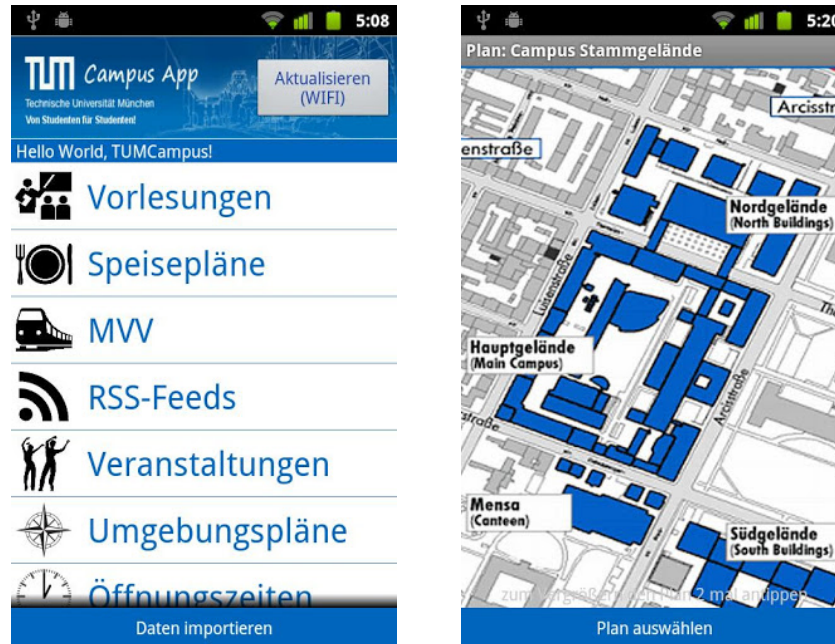 5:08
TUM Campus App
Technische Universität München
Von Studenten für Studenten!
Aktualisieren
(WIFI)
Hello World, TUMCampus!
Vorlesungen
Speisepläne
MVV
RSS-Feeds
Veranstaltungen
Umgebungspläne
Öffnungszeiten
Daten importieren
5:20
Plan: Campus Stammgelände
Arcisstr
enstraße
Nordgelände
(North Buildings)
Luisenstraße
The
Hauptgelände
(Main Campus)
Arcisstraße
straße
Mensa
(Canteen)
Südgelände
(South Buildings)
zum Vergrößern den Plan 2 mal antippen
Plan auswählen